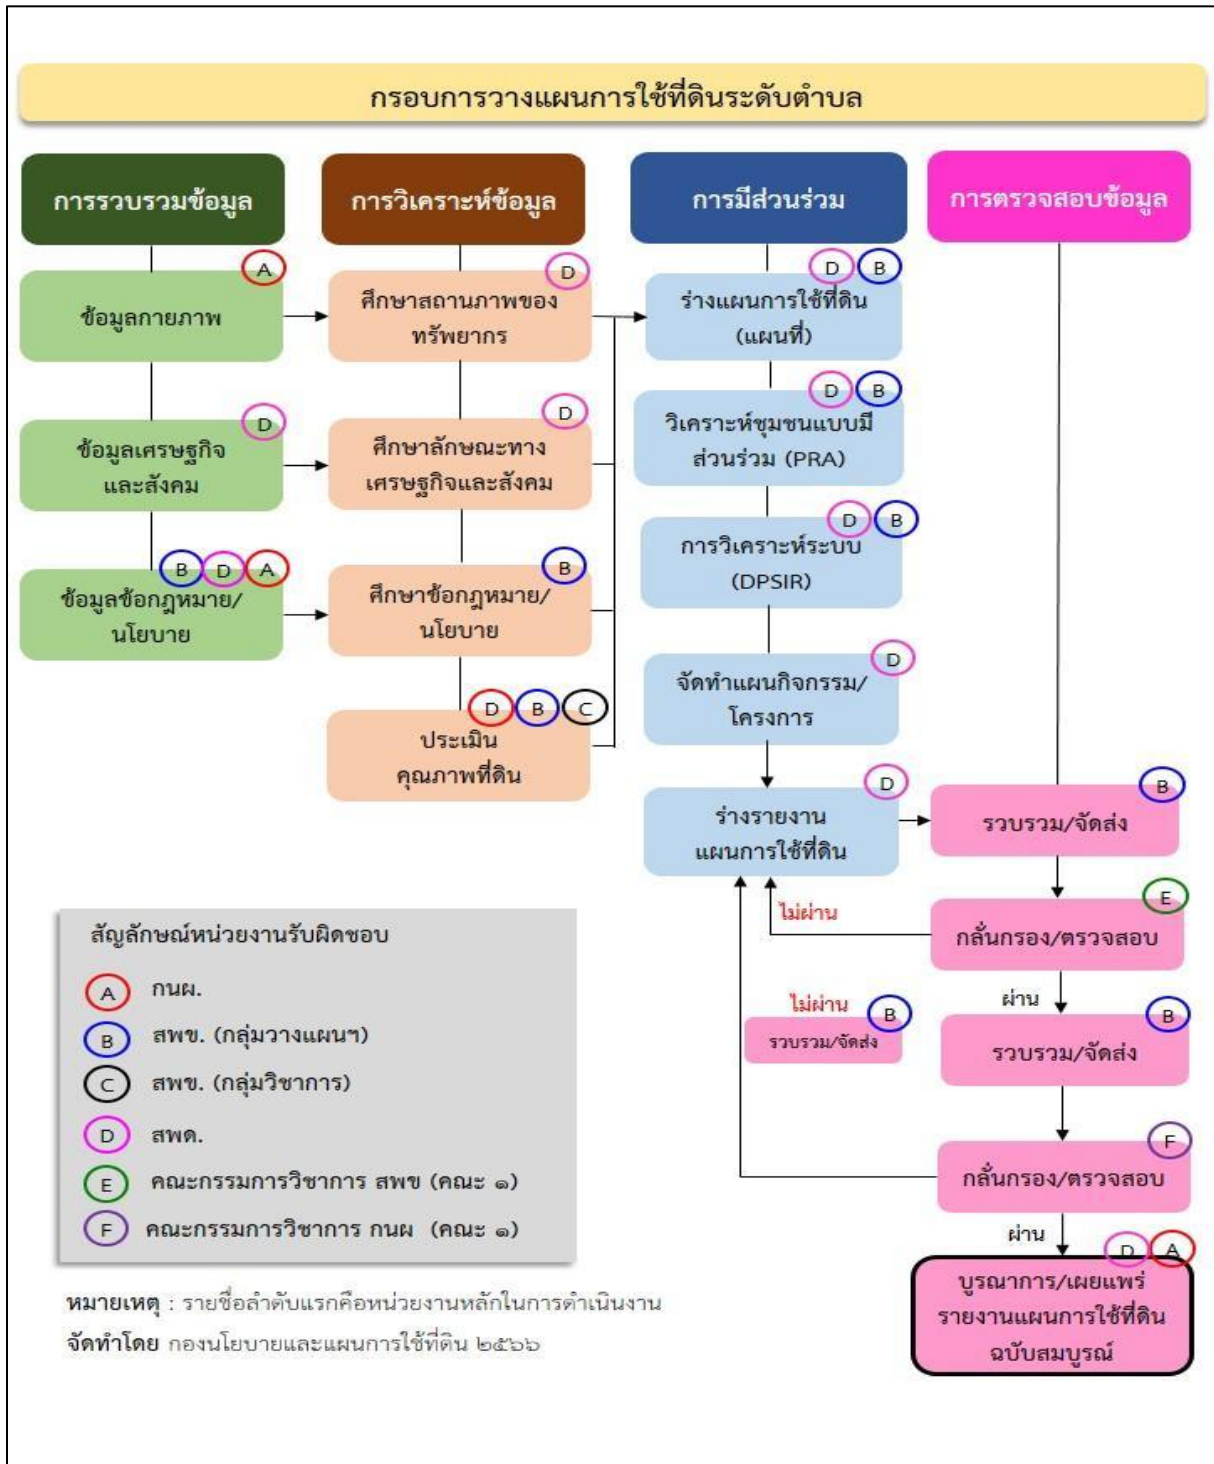 กรอบการวางแผนการใช้ที่ดินระดับตำบล
การรวบรวมข้อมูล
A
ข้อมูลกายภาพ
D
ข้อมูลเศรษฐกิจ
และสังคม
B D A
ข้อมูลข้อกฎหมาย/
นโยบาย
การวิเคราะห์ข้อมูล
D
ศึกษาสถานภาพของ
ทรัพยากร
D
ศึกษาลักษณะทาง
เศรษฐกิจและสังคม
B
ศึกษาข้อกฎหมาย/
นโยบาย
D B C
ประเมิน
คุณภาพที่ดิน
การมีส่วนร่วม
D B
ร่างแผนการใช้ที่ดิน
(แผนที่)
D B
วิเคราะห์ชุมชนแบบมี
ส่วนร่วม (PRA)
D B
การวิเคราะห์ระบบ
(DPSIR)
D
จัดทำแผนกิจกรรม/
โครงการ
D
ร่างรายงาน
แผนการใช้ที่ดิน
การตรวจสอบข้อมูล
B
รวบรวม/จัดส่ง
E
กลั่นกรอง/ตรวจสอบ
ไม่ผ่าน
ผ่าน
B
รวบรวม/จัดส่ง
ไม่ผ่าน
B
รวบรวม/จัดส่ง
F
กลั่นกรอง/ตรวจสอบ
ผ่าน
D A
บูรณาการ/เผยแพร่
รายงานแผนการใช้ที่ดิน
ฉบับสมบูรณ์
สัญลักษณ์หน่วยงานรับผิดชอบ
A กนผ.
B สพข. (กลุ่มวางแผนฯ)
C สพข. (กลุ่มวิชาการ)
D สพด.
E คณะกรรมการวิชาการ สพข (คณะ ๑)
F คณะกรรมการวิชาการ กนผ (คณะ ๑)
หมายเหตุ : รายชื่อลำดับแรกคือหน่วยงานหลักในการดำเนินงาน
จัดทำโดย กองนโยบายและแผนการใช้ที่ดิน ๒๕๖๖